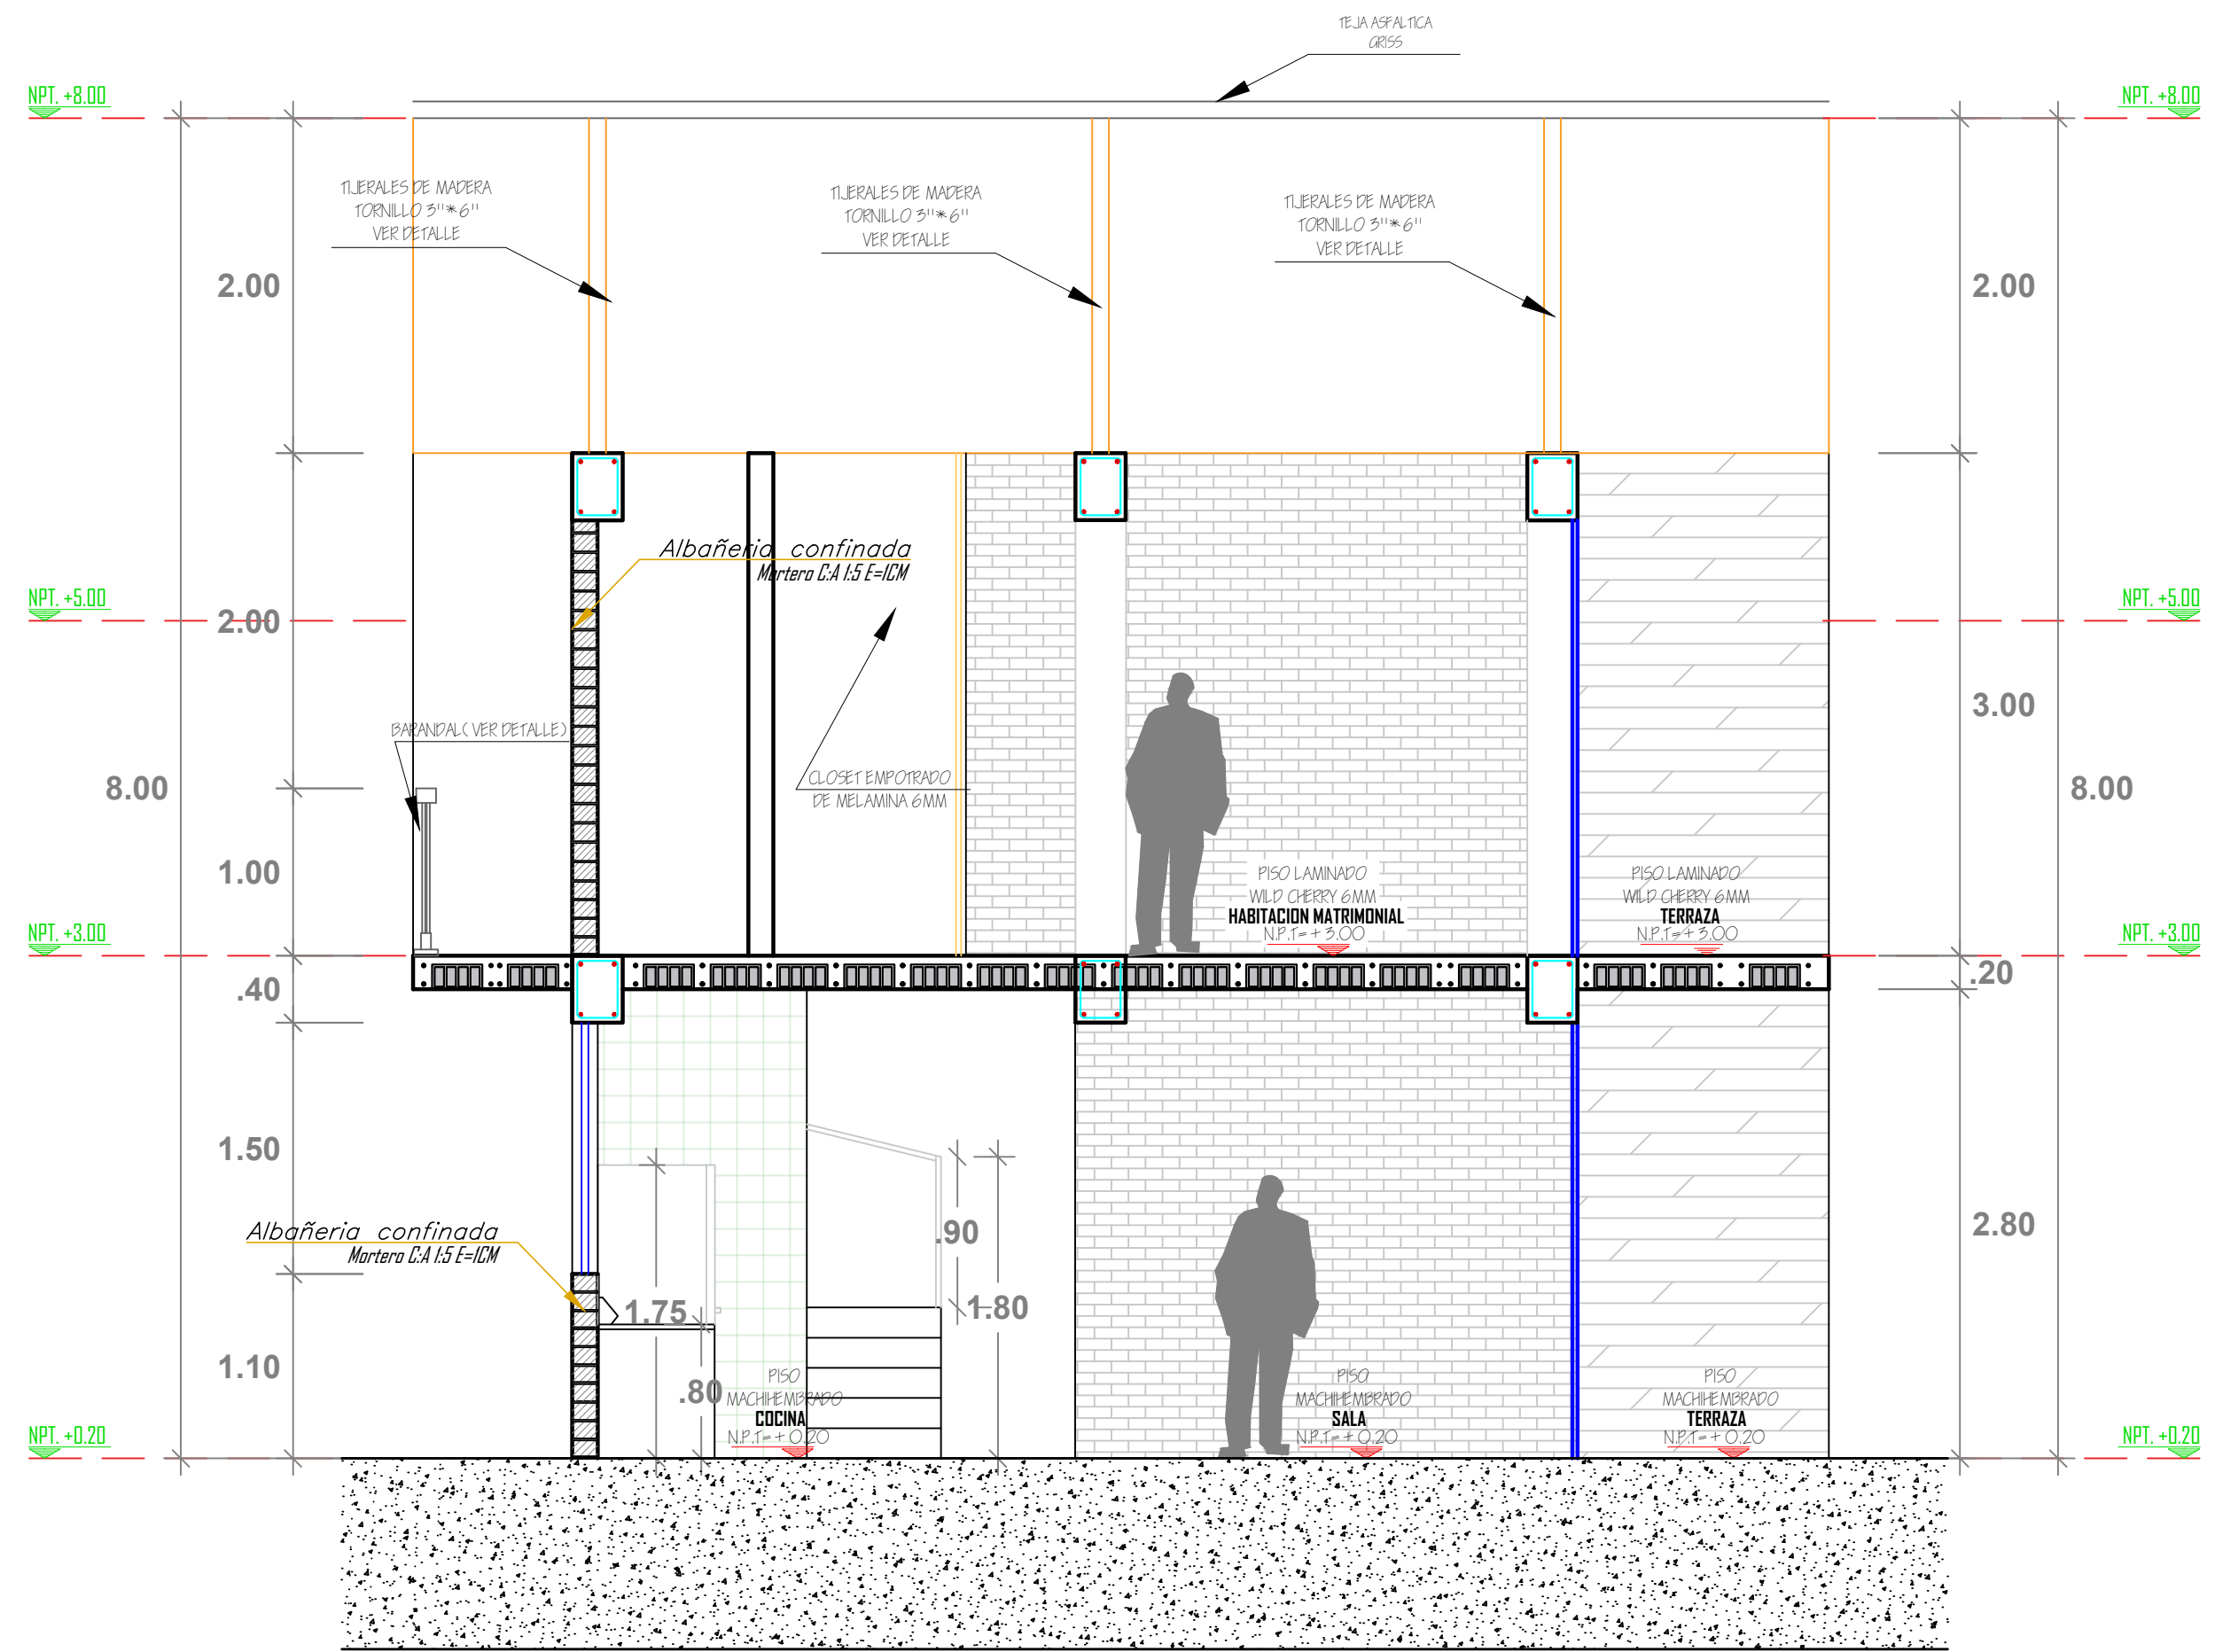 TEJA ASFALTICA
GRISS
NPT. +8.00
NPT. +8.00
TIJERALES DE MADERA
TORNILLO 3"*6"
VER DETALLE
TIJERALES DE MADERA
TORNILLO 3"*6"
VER DETALLE
TIJERALES DE MADERA
TORNILLO 3"*6"
VER DETALLE
2.00
2.00
Albañeria confinada
Mortero C:A 1:5 E=1CM
NPT. +5.00
NPT. +5.00
2.00
3.00
BARANDAL( VER DETALLE)
CLOSET EMPOTRADO
DE MELAMINA 6MM
8.00
8.00
1.00
PISO LAMINADO
WILD CHERRY 6MM
HABITACION MATRIMONIAL
N.P.T=+3.00
PISO LAMINADO
WILD CHERRY 6MM
TERRAZA
N.P.T=+3.00
NPT. +3.00
NPT. +3.00
.40
.20
1.50
Albañeria confinada
Mortero C:A 1:5 E=1CM
.90
2.80
1.75
1.80
1.10
.80
PISO
MACHIHEMBRADO
COCINA
N.P.T=+0.20
PISO
MACHIHEMBRADO
SALA
N.P.T=+0.20
PISO
MACHIHEMBRADO
TERRAZA
N.P.T=+0.20
NPT. +0.20
NPT. +0.20